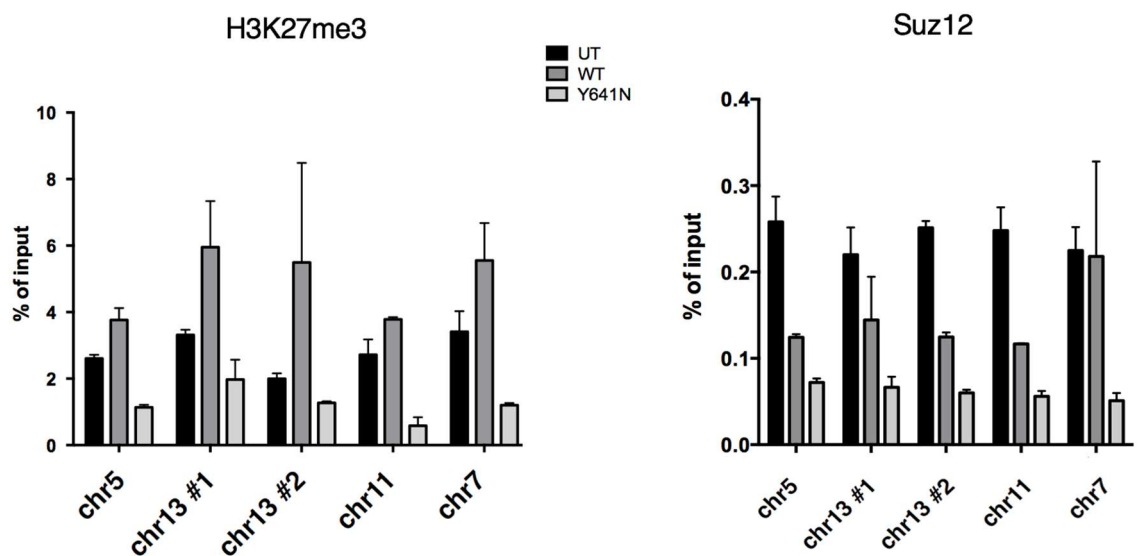 H3K27me3
UT
WT
Y641N
% of input
10
8
6
4
2
0
chr5
chr13 #1
chr13 #2
chr11
chr7
Suz12
% of input
0.4
0.3
0.2
0.1
0.0
chr5
chr13 #1
chr13 #2
chr11
chr7